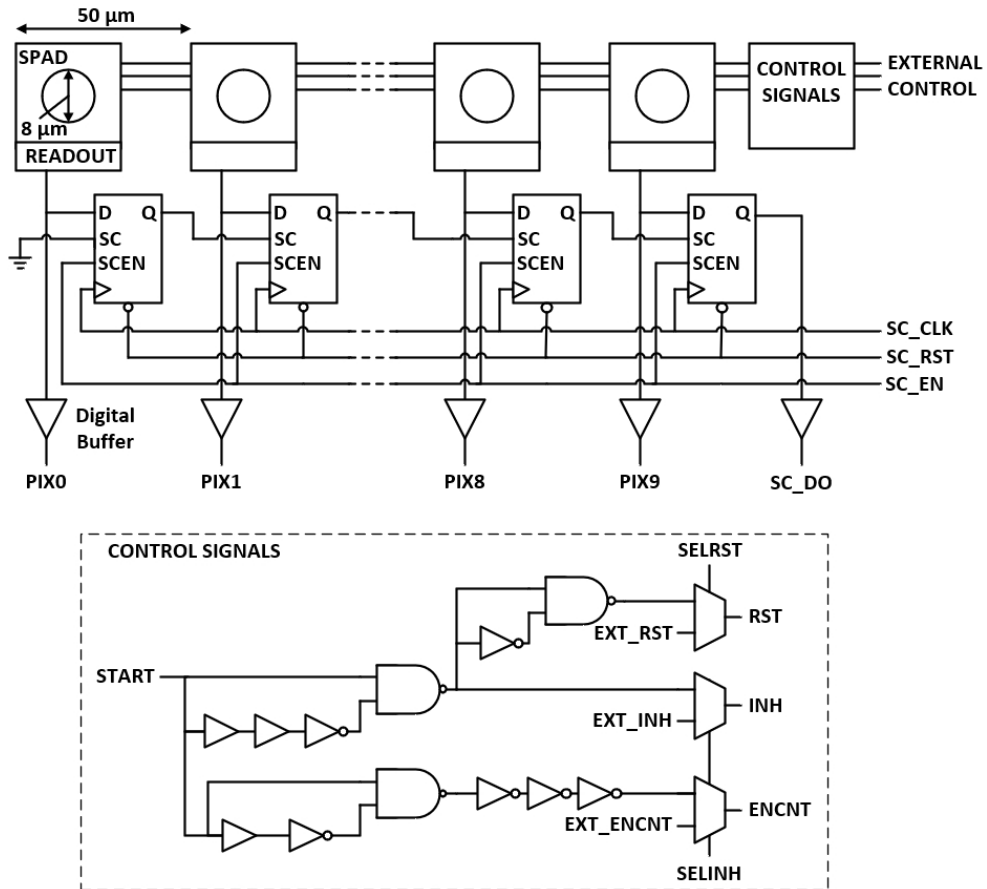 50 μm
SPAD
8 μm
READOUT
CONTROL
SIGNALS
EXTERNAL
CONTROL
D Q
SC
SCEN
D Q
SC
SCEN
D Q
SC
SCEN
D Q
SC
SCEN
SC_CLK
SC_RST
SC_EN
Digital
Buffer
PIX0
PIX1
PIX8
PIX9
SC_DO
CONTROL SIGNALS
SELRST
EXT_RST
RST
START
EXT_INH
INH
EXT_ENCNT
ENCNT
SELINH